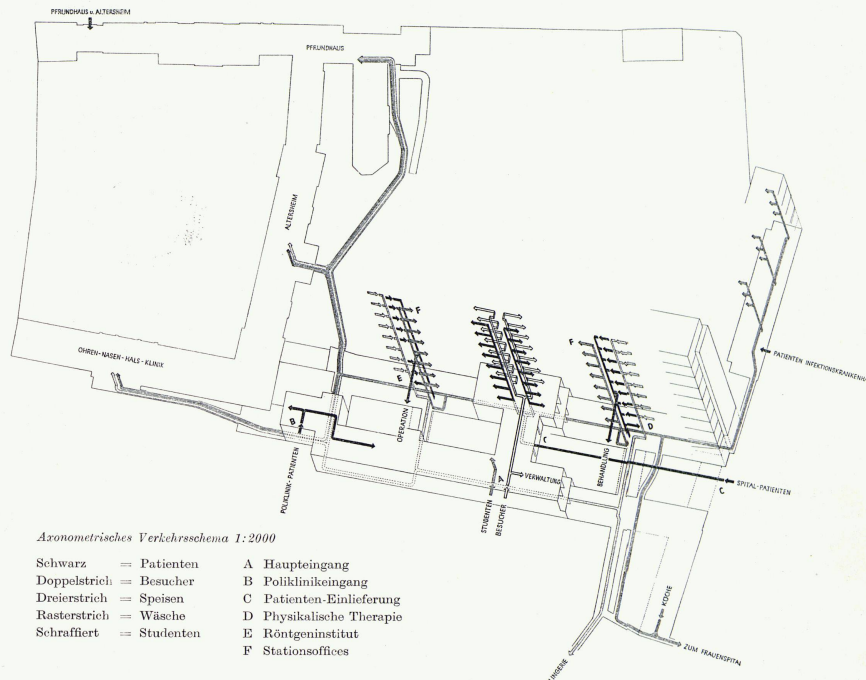 PFRUNDHAUS u. ALTERSHEIM
PFRUNDHAUS
ALTERSHEIM
OHREN-NASEN-HALS-KLINIK
F
E
OPERATION
B
POLIKLINIK-PATIENTEN
C
STUDENTEN
A
BESUCHER
VERWALTUNG
F
D
BEHANDLUNG
PATIENTEN INFEKTIONSKRANKENH
C
SPITAL-PATIENTEN
KÜCHE
ZUM FRAUENSPITAL
LINGERIE
Axonometrisches Verkehrsschema 1:2000
Schwarz = Patienten
Doppelstrich = Besucher
Dreierstrich = Speisen
Rasterstrich = Wäsche
Schraffiert = Studenten
A Haupteingang
B Poliklinikeingang
C Patienten-Einlieferung
D Physikalische Therapie
E Röntgeninstitut
F Stationsoffices